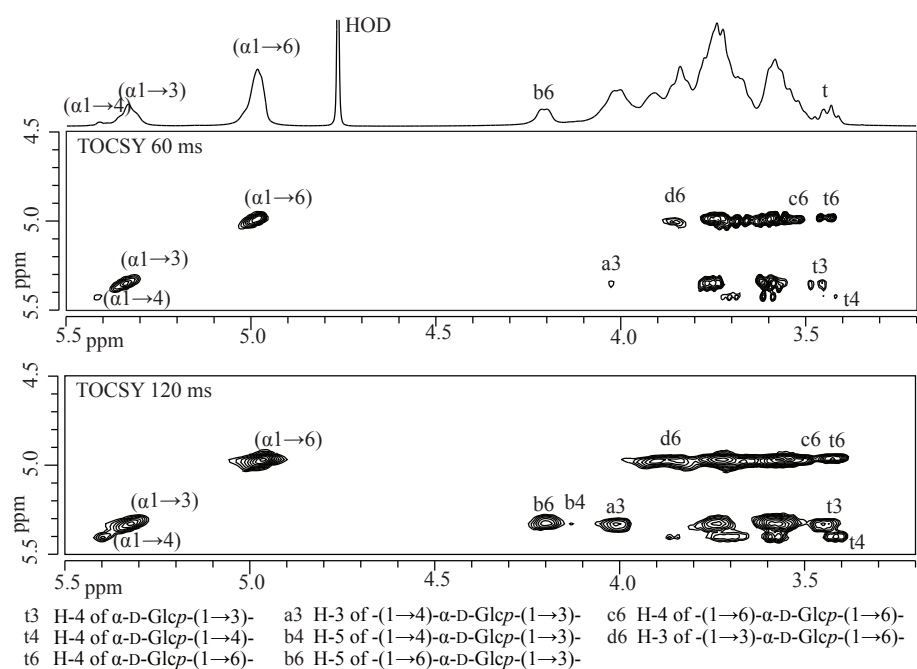 HOD
(α1→6)
(α1→3)
(α1→4)
b6
t
4.5
TOCSY 60 ms
(α1→6)
d6
c6
t6
5.0
(α1→3)
a3
t3
(α1→4)
t4
5.5
ppm
5.5
5.0
4.5
4.0
3.5
ppm
4.5
TOCSY 120 ms
(α1→6)
d6
c6
t6
5.0
(α1→3)
b6
b4
a3
t3
(α1→4)
t4
5.5
ppm
5.5
5.0
4.5
4.0
3.5
ppm
t3 H-4 of α-D-Glcp-(1→3)-
t4 H-4 of α-D-Glcp-(1→4)-
t6 H-4 of α-D-Glcp-(1→6)-
a3 H-3 of -(1→4)-α-D-Glcp-(1→3)-
b4 H-5 of -(1→4)-α-D-Glcp-(1→3)-
b6 H-5 of -(1→6)-α-D-Glcp-(1→3)-
c6 H-4 of -(1→6)-α-D-Glcp-(1→6)-
d6 H-3 of -(1→3)-α-D-Glcp-(1→6)-